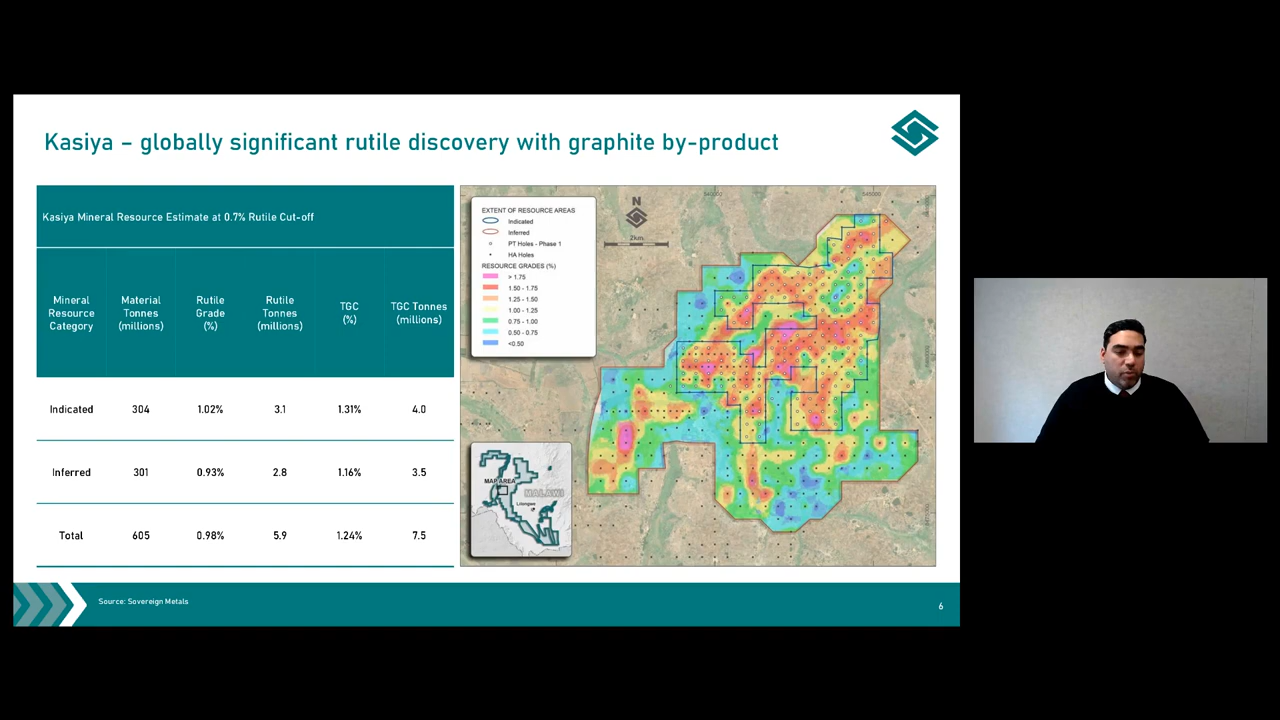 Kasiya – globally significant rutile discovery with graphite by-product
Kasiya Mineral Resource Estimate at 0.7% Rutile Cut-off
Mineral Resource Category
Material Tonnes (millions)
Rutile Grade (%)
Rutile Tonnes (millions)
TGC (%)
TGC Tonnes (millions)
Indicated 304 1.02% 3.1 1.31% 4.0
Inferred 301 0.93% 2.8 1.16% 3.5
Total 605 0.98% 5.9 1.24% 7.5
EXTENT OF RESOURCE AREAS
Indicated
Inferred
PT Holes - Phase 1
HA Holes
RESOURCE GRADES (%)
> 1.75
1.50 - 1.75
1.25 - 1.50
1.00 - 1.25
0.75 - 1.00
0.50 - 0.75
<0.50
N
2km
540000
545000
MAP AREA
MALAWI
Lilongwe
Source: Sovereign Metals
6